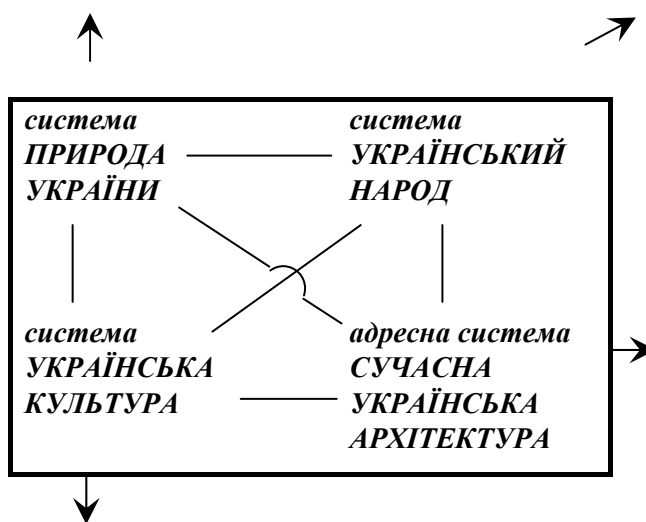 система
ПРИРОДА
УКРАЇНИ
система
УКРАЇНСЬКИЙ
НАРОД
система
УКРАЇНСЬКА
КУЛЬТУРА
адресна система
СУЧАСНА
УКРАЇНСЬКА
АРХІТЕКТУРА